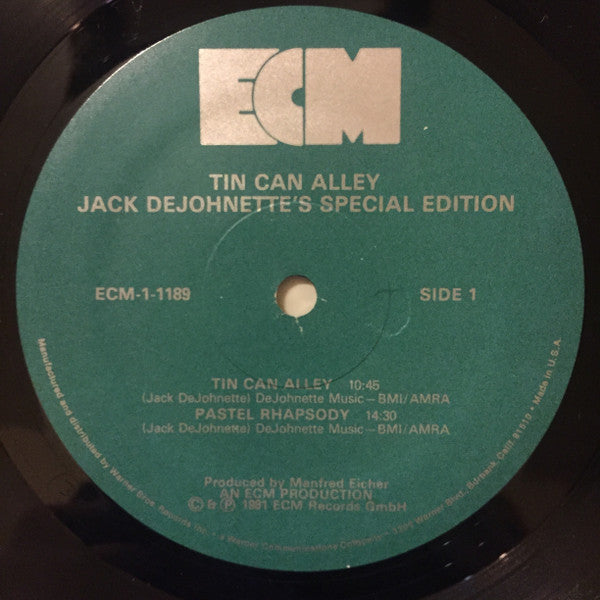 ECM
TIN CAN ALLEY
JACK DEJOHNETTE'S SPECIAL EDITION
ECM-1-1189
SIDE 1
TIN CAN ALLEY 10:45
(Jack DeJohnette) DeJohnette Music—BMI/AMRA
PASTEL RHAPSODY 14:30
(Jack DeJohnette) DeJohnette Music—BMI/AMRA
Produced by Manfred Eicher
AN ECM PRODUCTION
© & ℗ 1981 ECM Records GmbH
Manufactured and distributed by Warner Bros. Records Inc. • a Warner Communications Company • 3300 Warner Blvd., Burbank, Calif. 91510 • Made in U.S.A.